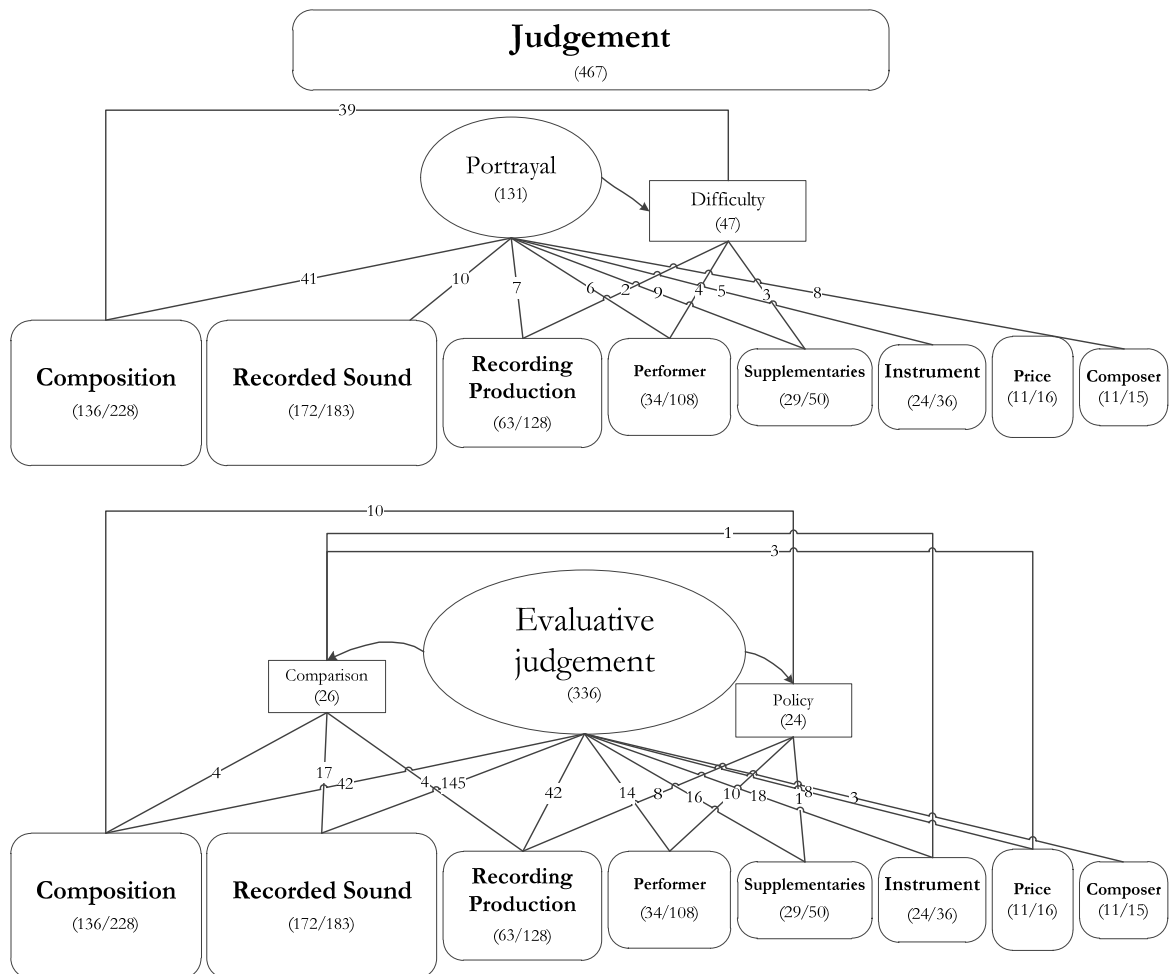 Judgement
(467)
39
Portrayal
(131)
Difficulty
(47)
41
10
7
6
2
9
4
5
3
8
Composition
(136/228)
Recorded Sound
(172/183)
Recording
Production
(63/128)
Performer
(34/108)
Supplementaries
(29/50)
Instrument
(24/36)
Price
(11/16)
Composer
(11/15)
10
1
3
Evaluative
judgement
(336)
Comparison
(26)
Policy
(24)
4
17
42
4
145
42
14
8
16
10
18
1
8
3
Composition
(136/228)
Recorded Sound
(172/183)
Recording
Production
(63/128)
Performer
(34/108)
Supplementaries
(29/50)
Instrument
(24/36)
Price
(11/16)
Composer
(11/15)